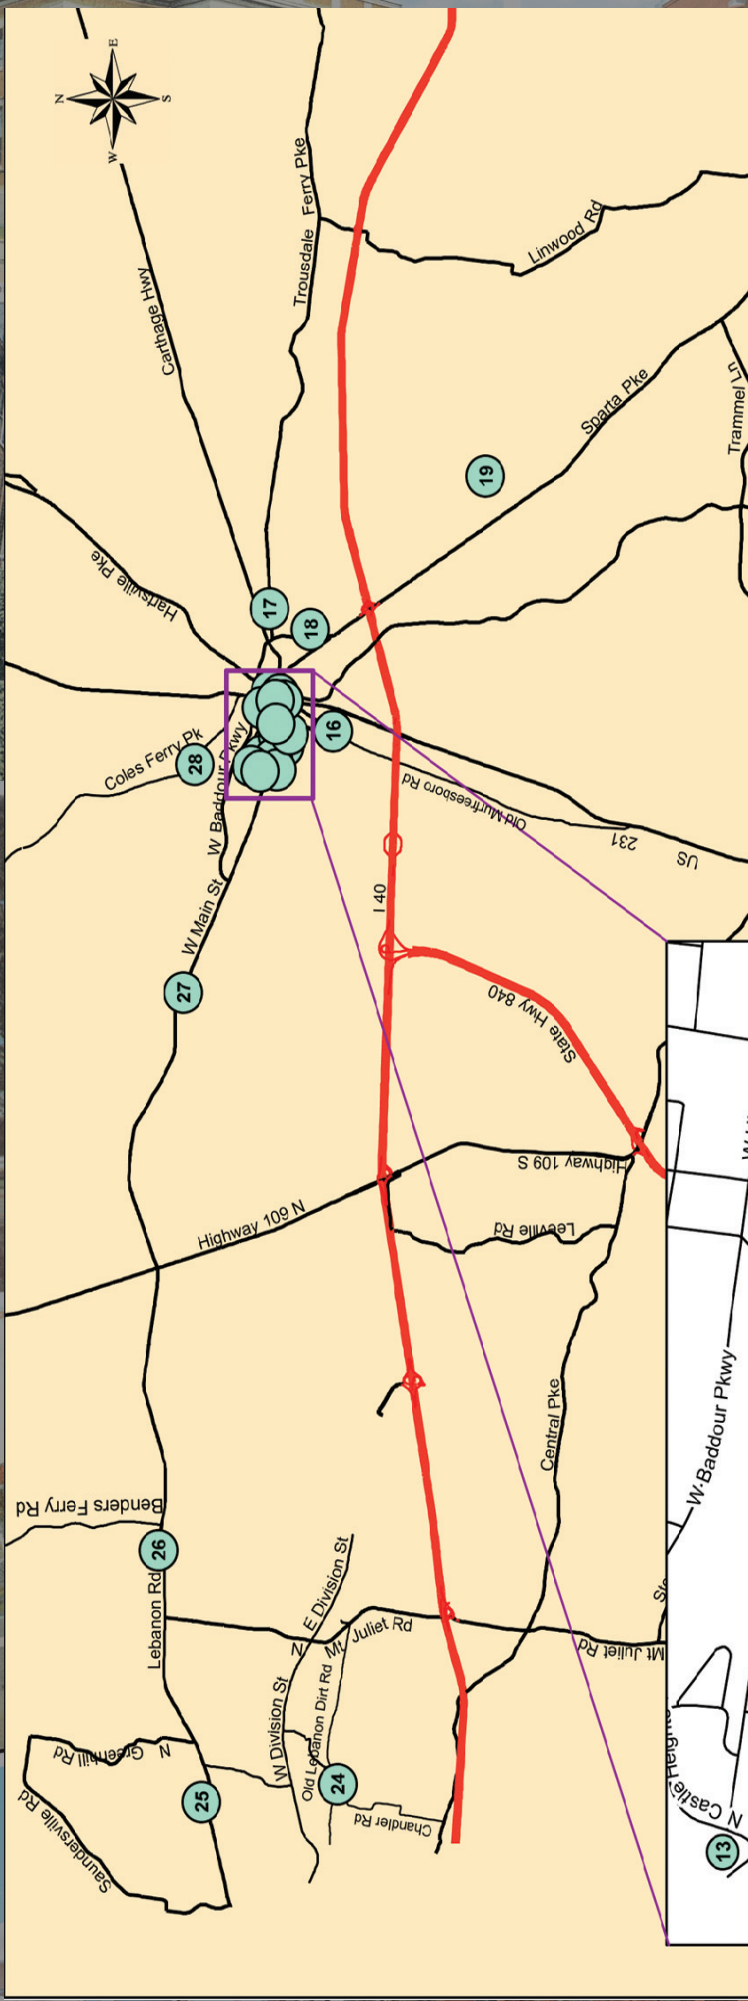 N
E
S
W
Carthage Hwy
Trousdale Ferry Pke
Linwood Rd
Hartsville Pke
Sparta Pke
Trammel Ln
19
17
18
16
28
Coles Ferry Pk
W Baddour Pkwy
Old Murfreesboro Rd
US
231
W Main St
27
I 40
State Hwy 840
Highway 109 S
Highway 109 N
Leeville Rd
Central Pke
Benders Ferry Rd
26
Lebanon Rd
N Greenhill Rd
Saundersville Rd
25
E Division St
N Mt Juliet Rd
W Division St
Old Lebanon Dirt Rd
24
Chandler Rd
Mt Juliet Rd
W Baddour Pkwy
N Castle Heights
13